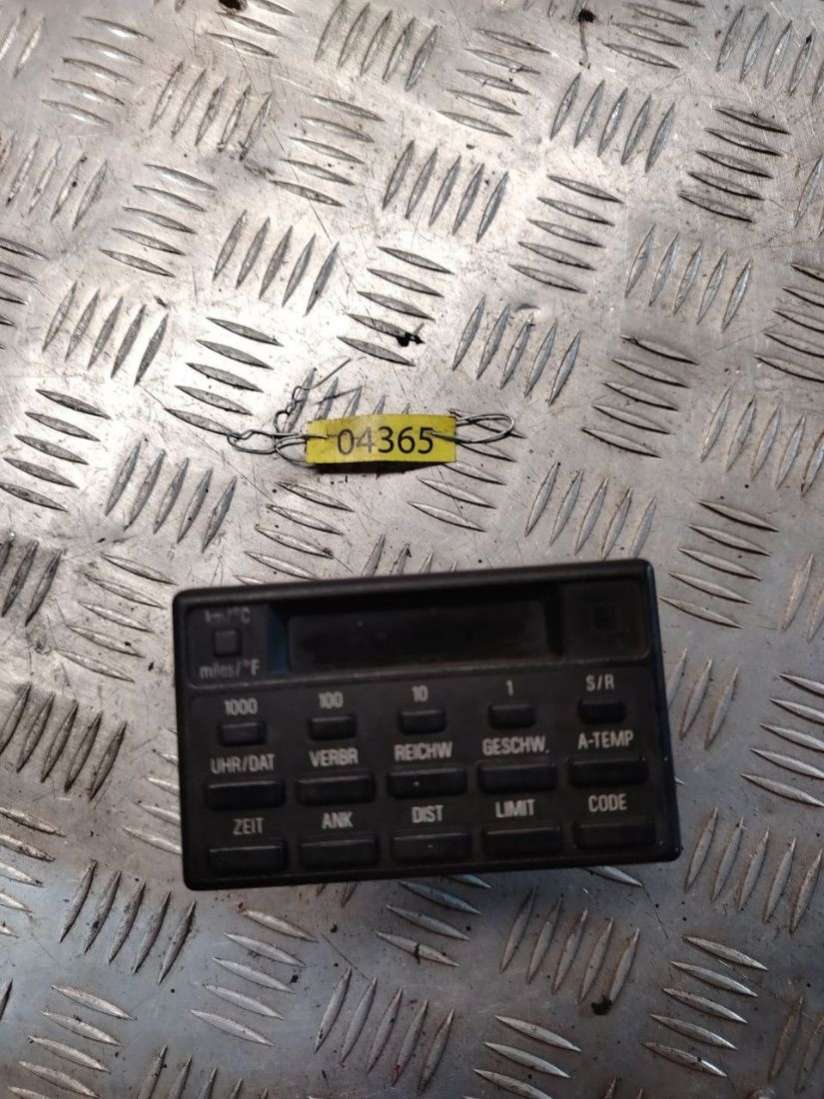 04365
km/°C
miles/°F
1000 100 10 1 S/R
UHR/DAT VERBR REICHW GESCHW. A-TEMP
ZEIT ANK DIST LIMIT CODE